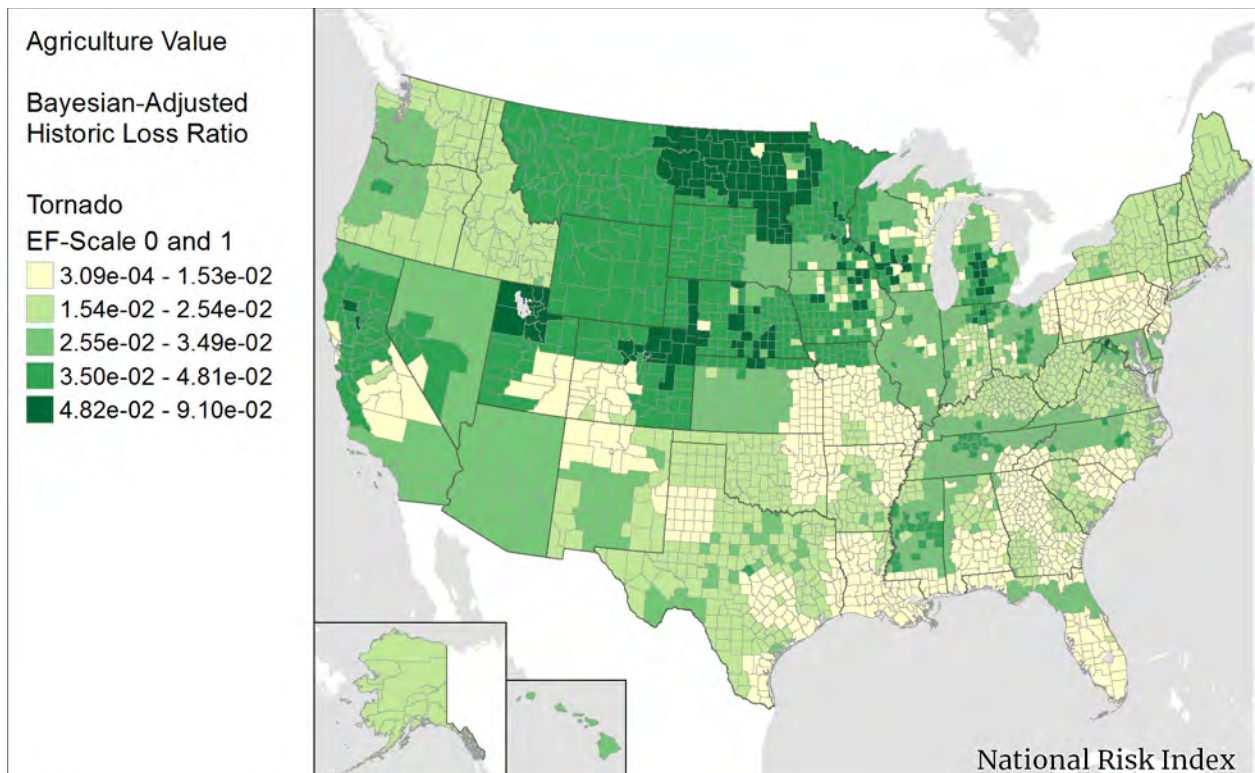 Agriculture Value
Bayesian-Adjusted
Historic Loss Ratio
Tornado
EF-Scale 0 and 1
3.09e-04 - 1.53e-02
1.54e-02 - 2.54e-02
2.55e-02 - 3.49e-02
3.50e-02 - 4.81e-02
4.82e-02 - 9.10e-02
National Risk Index